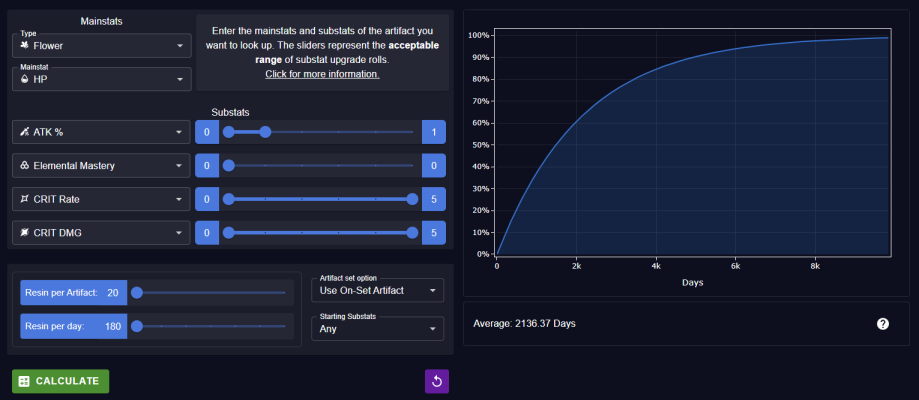 Mainstats
Type
Flower
Mainstat
HP
Enter the mainstats and substats of the artifact you
want to look up. The sliders represent the acceptable
range of substat upgrade rolls.
Click for more information.
Substats
ATK %
0
1
Elemental Mastery
0
0
CRIT Rate
0
5
CRIT DMG
0
5
Resin per Artifact: 20
Resin per day: 180
Artifact set option
Use On-Set Artifact
Starting Substats
Any
CALCULATE
100%
90%
80%
70%
60%
50%
40%
30%
20%
10%
0%
0 2k 4k 6k 8k
Days
Average: 2136.37 Days
?